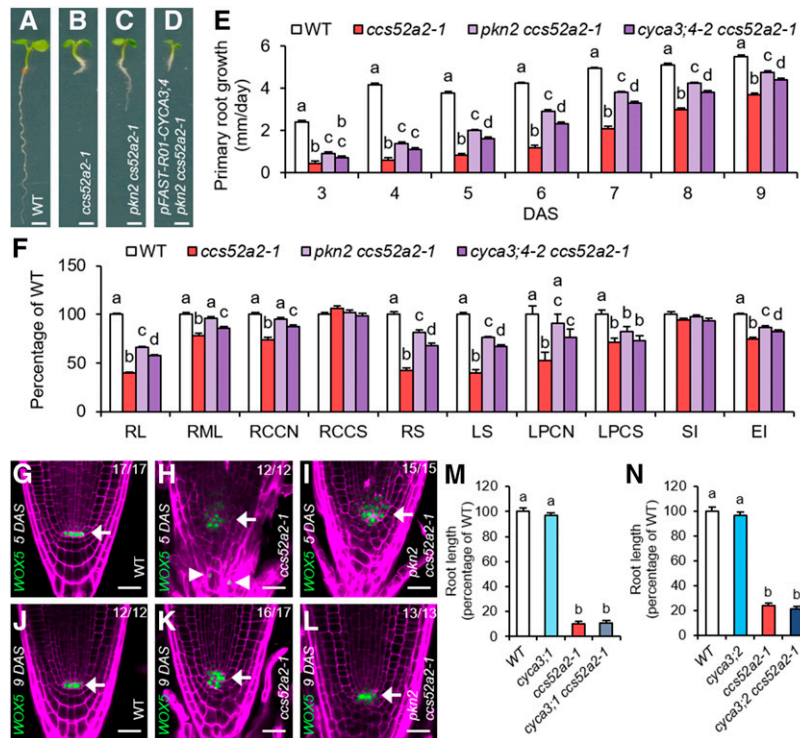 A B C D E
WT
ccs52a2-1
pkn2 cs52a2-1
pFAST-R01-CYCA3;4
pkn2 ccs52a2-1
WT ccs52a2-1 pkn2 ccs52a2-1 cyca3;4-2 ccs52a2-1
Primary root growth
(mm/day)
6
4
2
0
a b c b d
a b c d
a b c d
a b c d
a b c d
a b c d
a b c d
3 4 5 6 7 8 9
DAS
F
WT ccs52a2-1 pkn2 ccs52a2-1 cyca3;4-2 ccs52a2-1
Percentage of WT
150
100
50
0
a b c d
a b a c
a b a c
a b c d
a b c d
a b a c c
a b b b
a b c d
RL RML RCCN RCCS RS LS LPCN LPCS SI EI
G 17/17
WOX5 5 DAS
WT
H 12/12
WOX5 5 DAS
ccs52a2-1
I 15/15
WOX5 5 DAS
pkn2
ccs52a2-1
J 12/12
WOX5 9 DAS
WT
K 16/17
WOX5 9 DAS
ccs52a2-1
L 13/13
WOX5 9 DAS
pkn2
ccs52a2-1
M
Root length
(percentage of WT)
120
100
80
60
40
20
0
a a b b
WT
cyca3;1
ccs52a2-1
cyca3;1 ccs52a2-1
N
Root length
(percentage of WT)
120
100
80
60
40
20
0
a a b b
WT
cyca3;2
ccs52a2-1
cyca3;2 ccs52a2-1